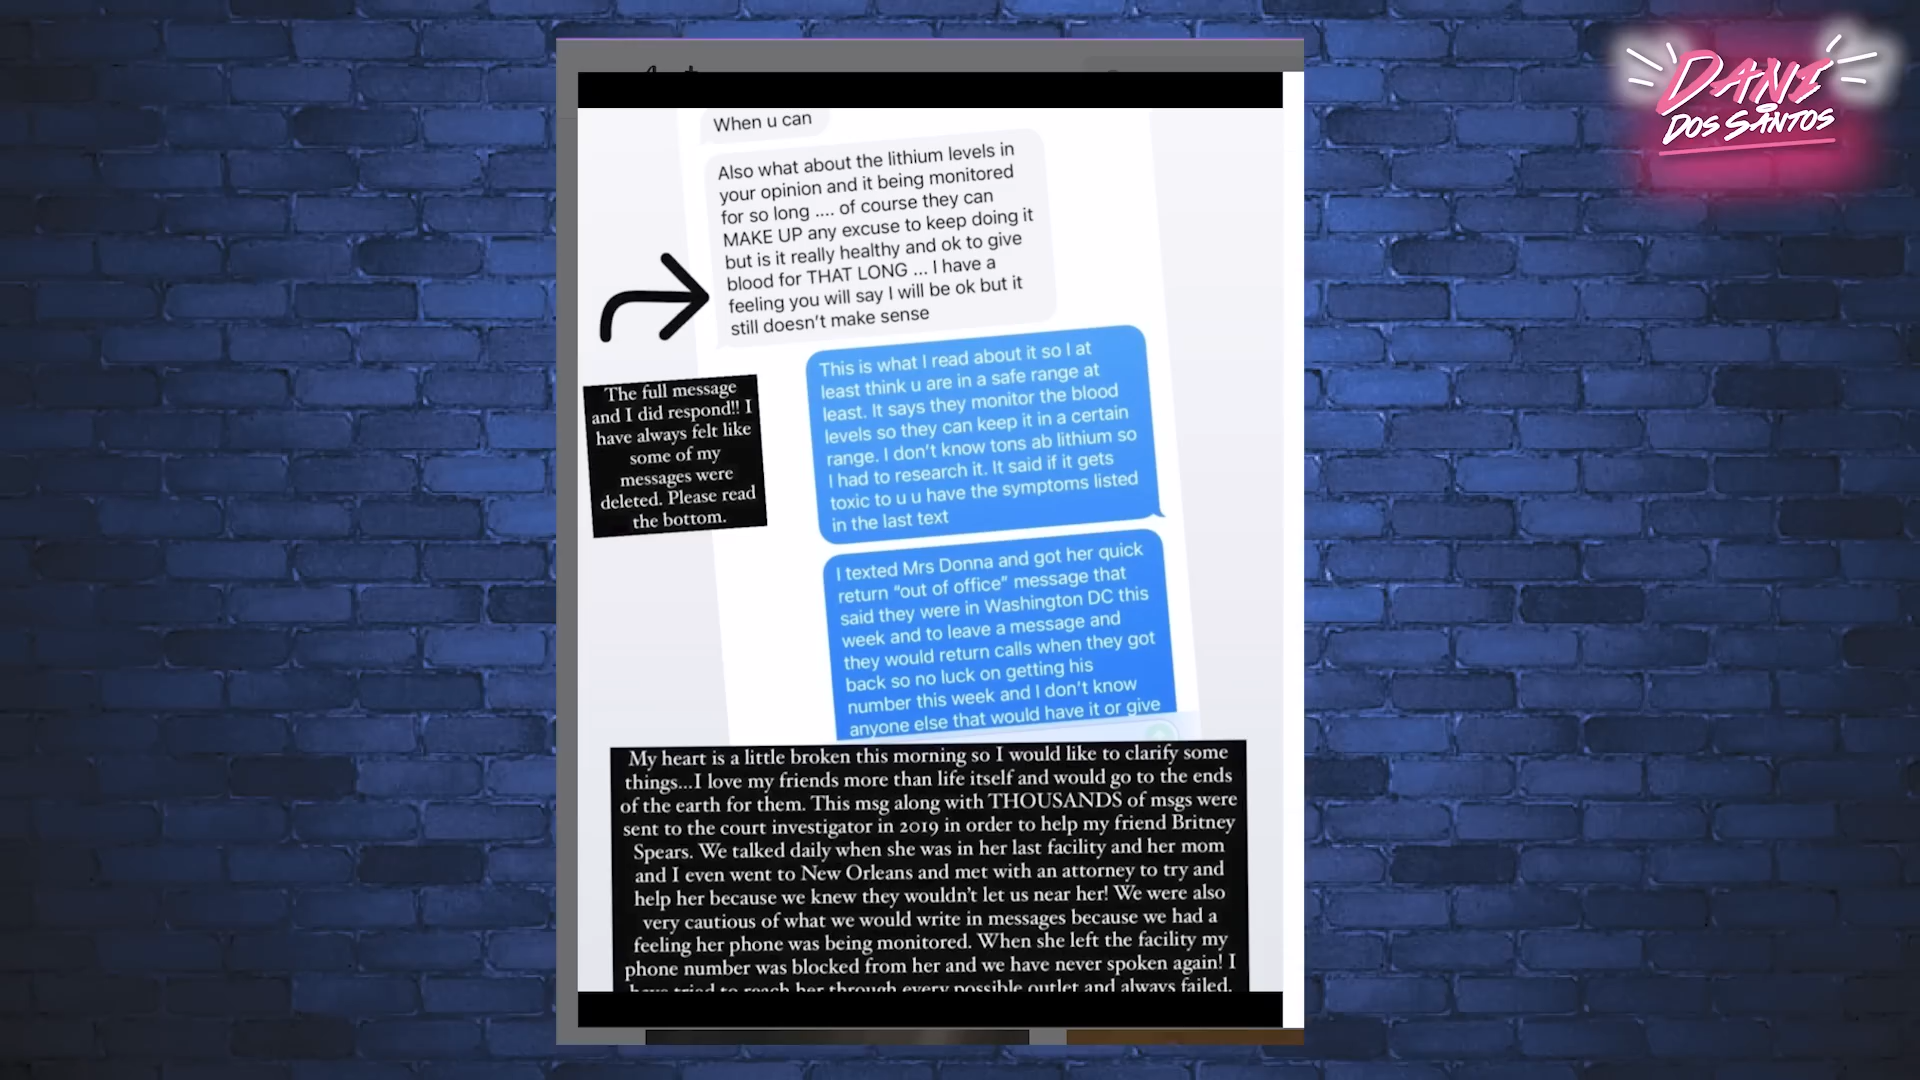 DANI
DOS SANTOS
When u can
Also what about the lithium levels in
your opinion and it being monitored
for so long .... of course they can
MAKE UP any excuse to keep doing it
but is it really healthy and ok to give
blood for THAT LONG ... I have a
feeling you will say I will be ok but it
still doesn't make sense
This is what I read about it so I at
least think u are in a safe range at
least. It says they monitor the blood
levels so they can keep it in a certain
range. I don't know tons ab lithium so
I had to research it. It said if it gets
toxic to u u have the symptoms listed
in the last text
The full message
and I did respond!! I
have always felt like
some of my
messages were
deleted. Please read
the bottom.
I texted Mrs Donna and got her quick
return "out of office" message that
said they were in Washington DC this
week and to leave a message and
they would return calls when they got
back so no luck on getting his
number this week and I don't know
anyone else that would have it or give
My heart is a little broken this morning so I would like to clarify some
things...I love my friends more than life itself and would go to the ends
of the earth for them. This msg along with THOUSANDS of msgs were
sent to the court investigator in 2019 in order to help my friend Britney
Spears. We talked daily when she was in her last facility and her mom
and I even went to New Orleans and met with an attorney to try and
help her because we knew they wouldn't let us near her! We were also
very cautious of what we would write in messages because we had a
feeling her phone was being monitored. When she left the facility my
phone number was blocked from her and we have never spoken again! I
have tried to reach her through every possible outlet and always failed.